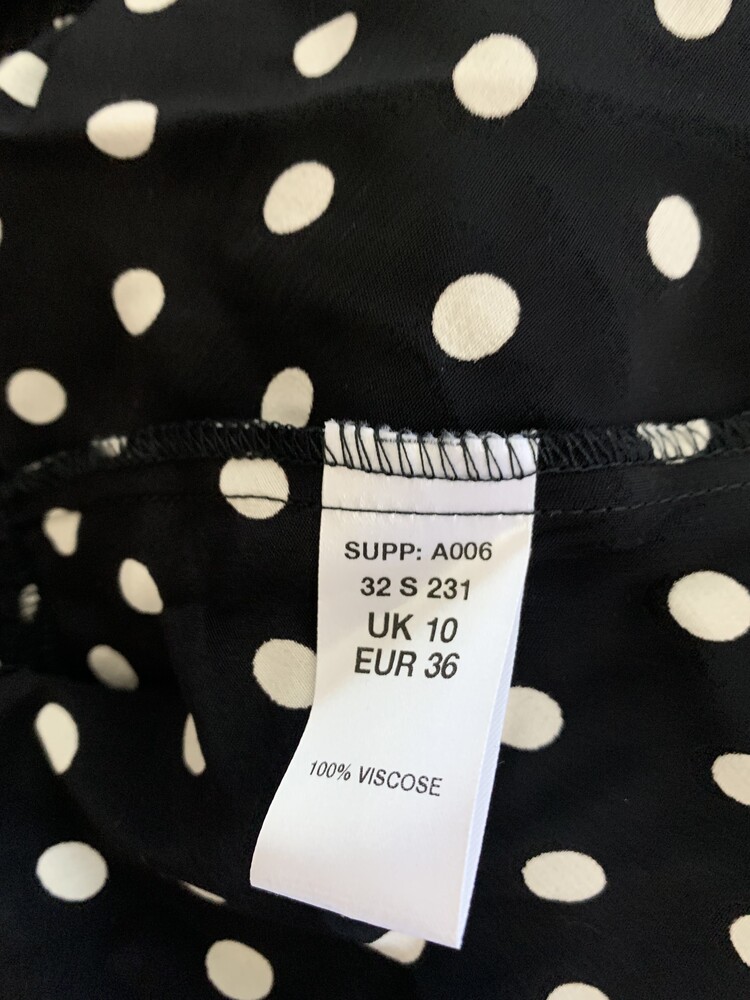 SUPP: A006
32 S 231
UK 10
EUR 36
100% VISCOSE